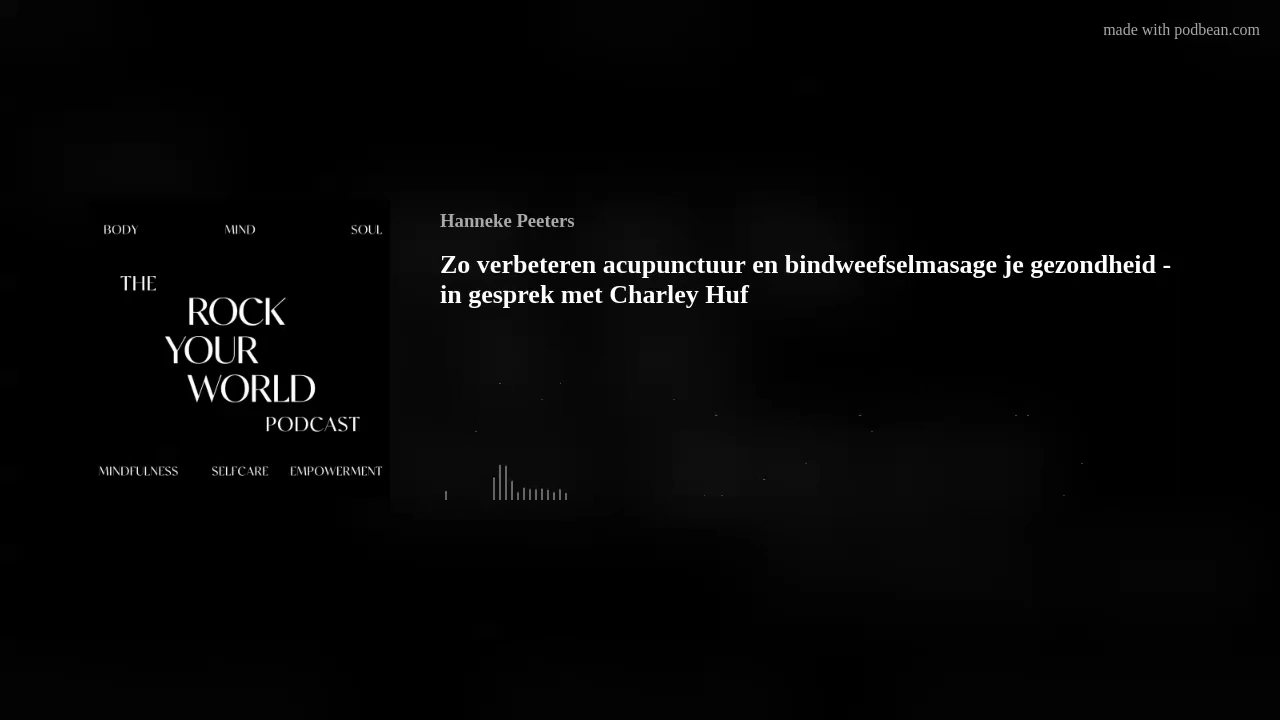 made with podbean.com
BODY MIND SOUL
THE
ROCK
YOUR
WORLD
PODCAST
MINDFULNESS SELFCARE EMPOWERMENT
Hanneke Peeters
Zo verbeteren acupunctuur en bindweefselmasage je gezondheid -
in gesprek met Charley Huf